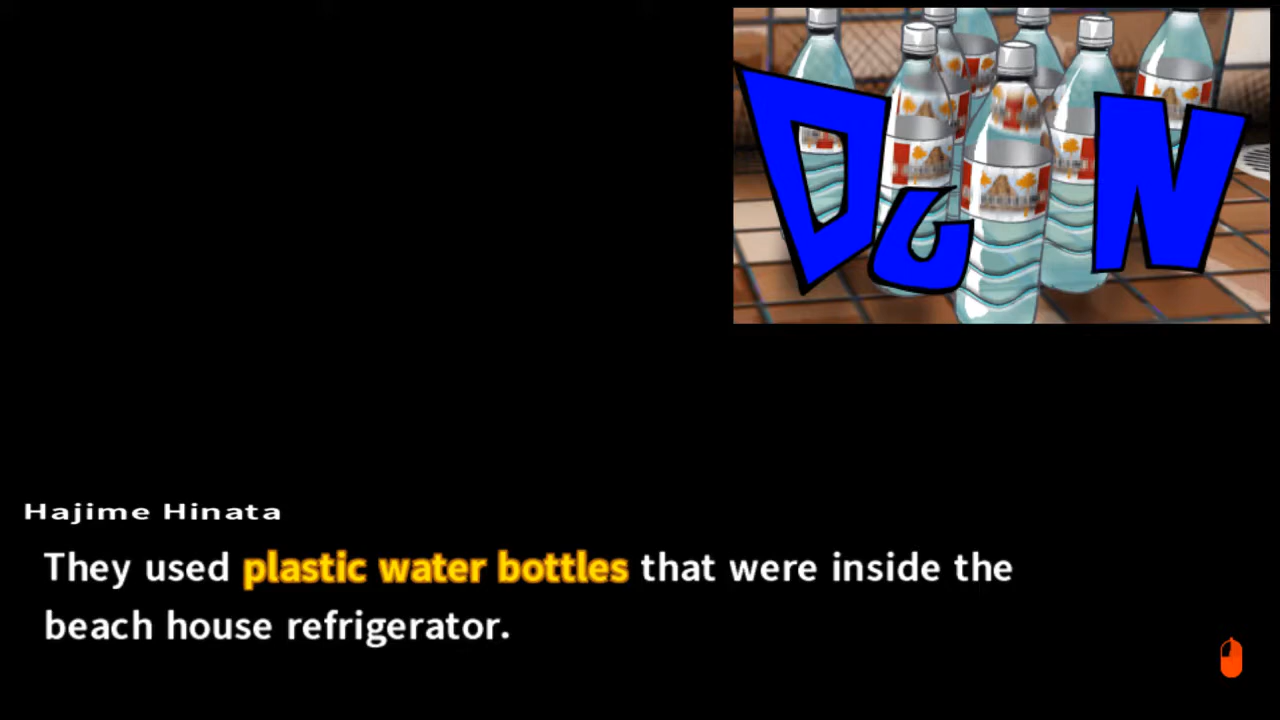 DUN
Hajime Hinata
They used plastic water bottles that were inside the
beach house refrigerator.